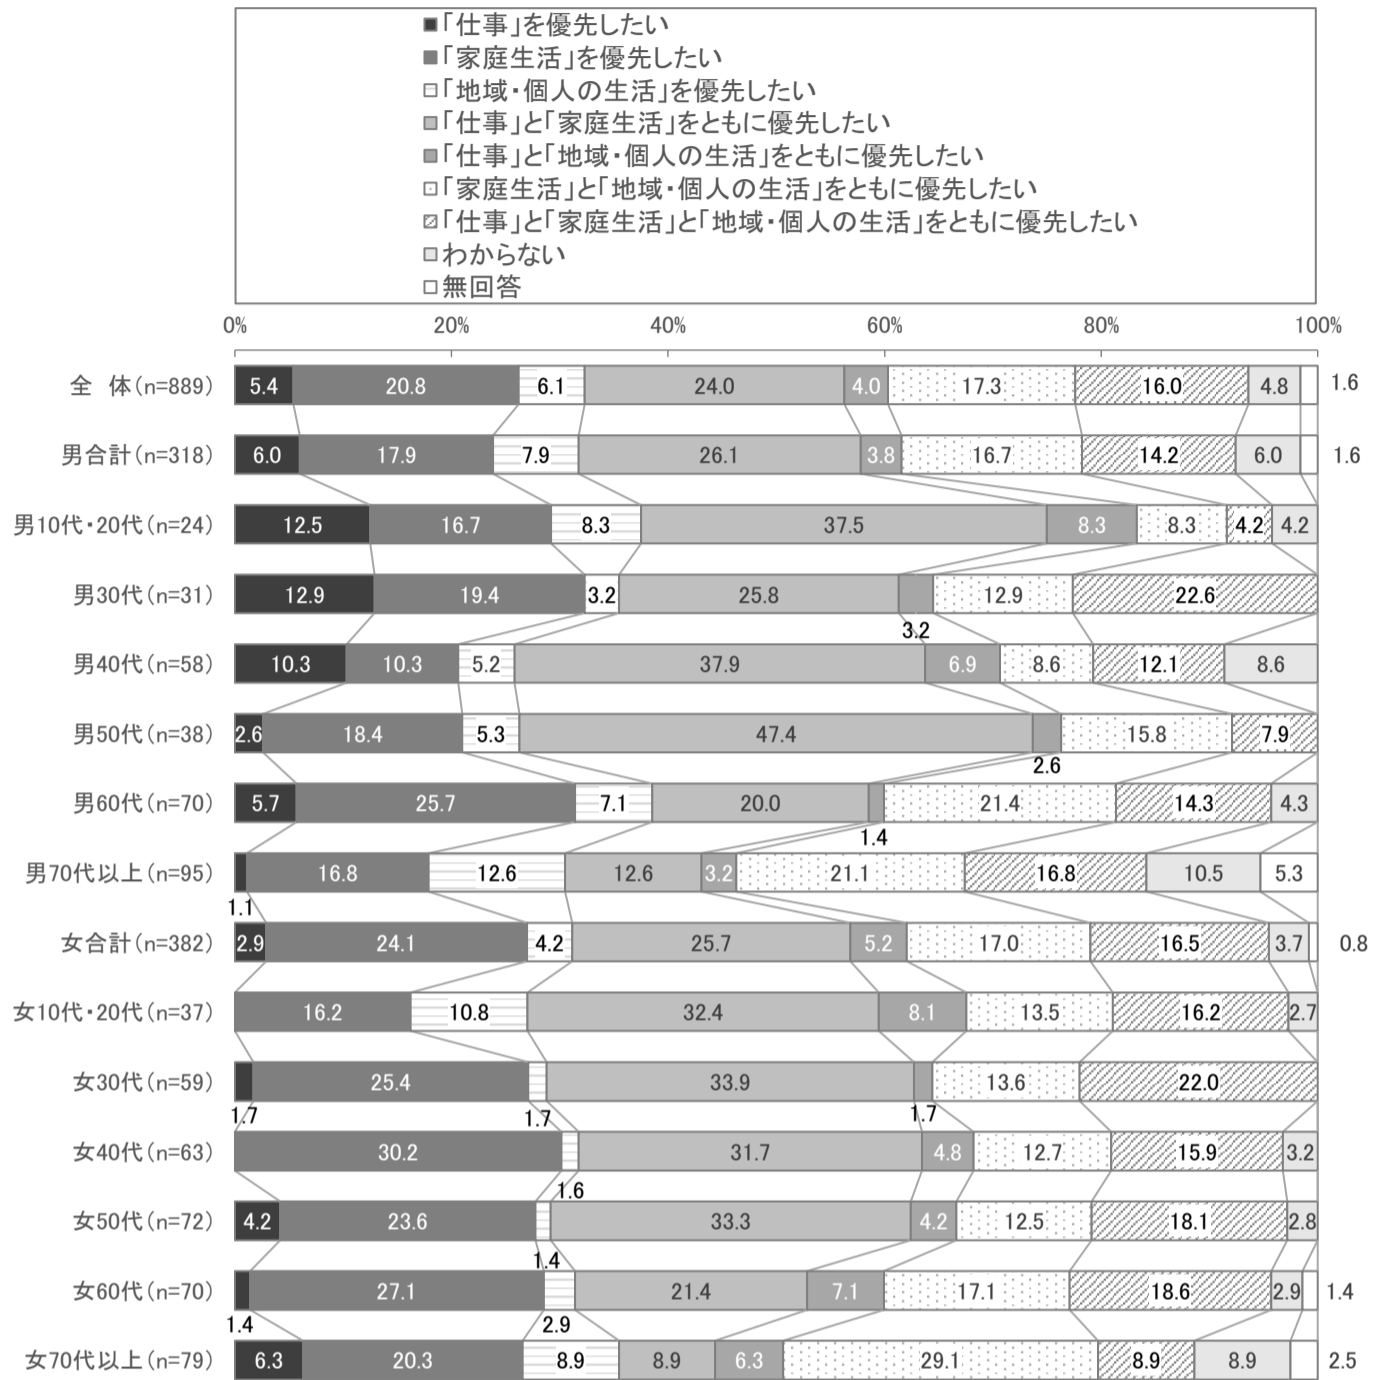 「仕事」を優先したい
「家庭生活」を優先したい
「地域・個人の生活」を優先したい
「仕事」と「家庭生活」をともに優先したい
「仕事」と「地域・個人の生活」をともに優先したい
「家庭生活」と「地域・個人の生活」をともに優先したい
「仕事」と「家庭生活」と「地域・個人の生活」をともに優先したい
わからない
無回答
0% 20% 40% 60% 80% 100%
全　体(n=889) 5.4 20.8 6.1 24.0 4.0 17.3 16.0 4.8 1.6
男合計(n=318) 6.0 17.9 7.9 26.1 3.8 16.7 14.2 6.0 1.6
男10代・20代(n=24) 12.5 16.7 8.3 37.5 8.3 8.3 4.2 4.2
男30代(n=31) 12.9 19.4 3.2 25.8 12.9 22.6
3.2
男40代(n=58) 10.3 10.3 5.2 37.9 6.9 8.6 12.1 8.6
男50代(n=38) 2.6 18.4 5.3 47.4 15.8 7.9
2.6
男60代(n=70) 5.7 25.7 7.1 20.0 21.4 14.3 4.3
1.4
男70代以上(n=95) 16.8 12.6 12.6 3.2 21.1 16.8 10.5 5.3
1.1
女合計(n=382) 2.9 24.1 4.2 25.7 5.2 17.0 16.5 3.7 0.8
女10代・20代(n=37) 16.2 10.8 32.4 8.1 13.5 16.2 2.7
女30代(n=59) 25.4 33.9 13.6 22.0
1.7 1.7 1.7
女40代(n=63) 30.2 31.7 4.8 12.7 15.9 3.2
1.6
女50代(n=72) 4.2 23.6 33.3 4.2 12.5 18.1 2.8
1.4
女60代(n=70) 27.1 21.4 7.1 17.1 18.6 2.9 1.4
1.4 2.9
女70代以上(n=79) 6.3 20.3 8.9 8.9 6.3 29.1 8.9 8.9 2.5